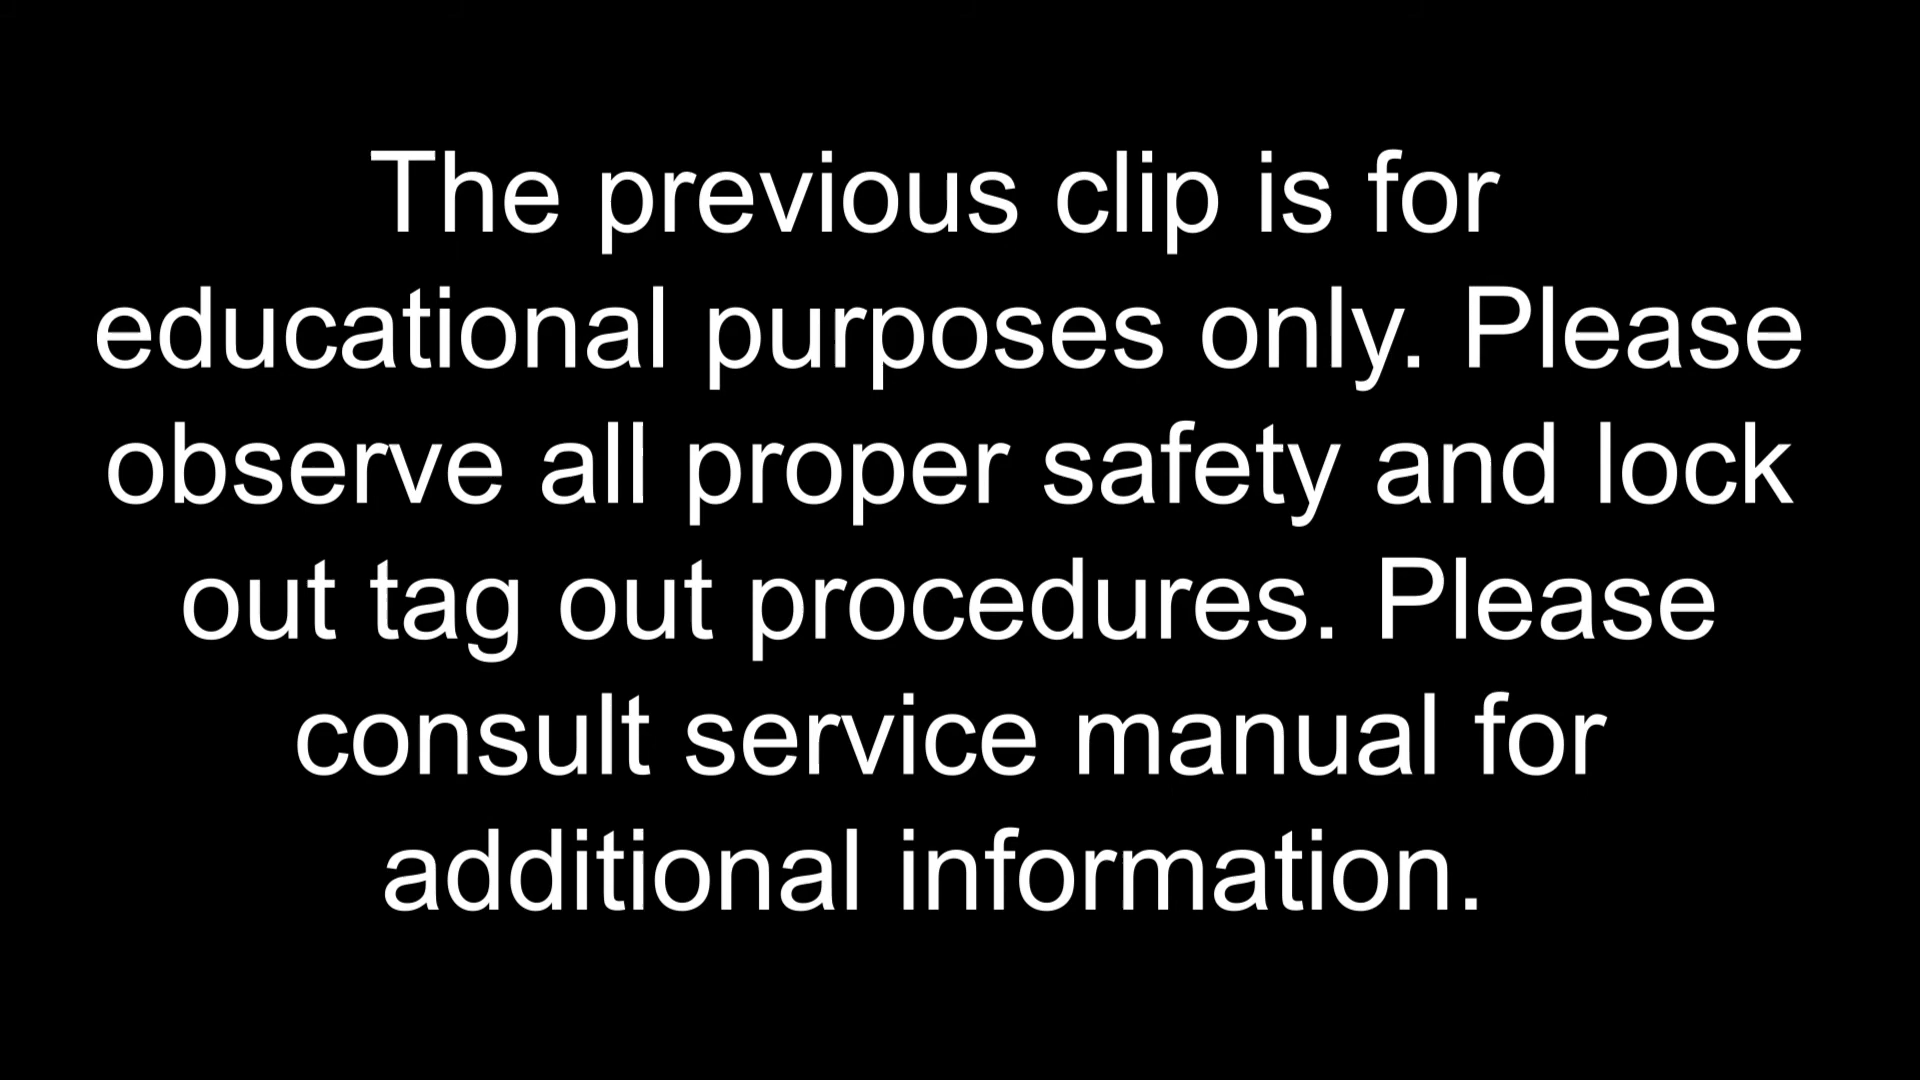 The previous clip is for
educational purposes only. Please
observe all proper safety and lock
out tag out procedures. Please
consult service manual for
additional information.